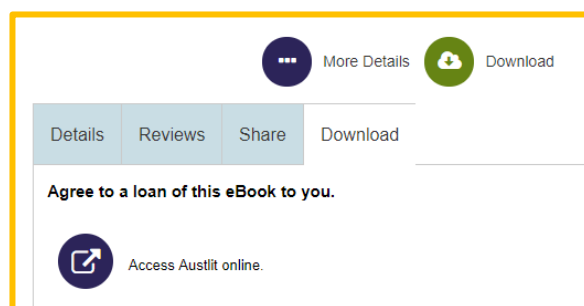 More Details Download
Details Reviews Share Download
Agree to a loan of this eBook to you.
Access Austlit online.